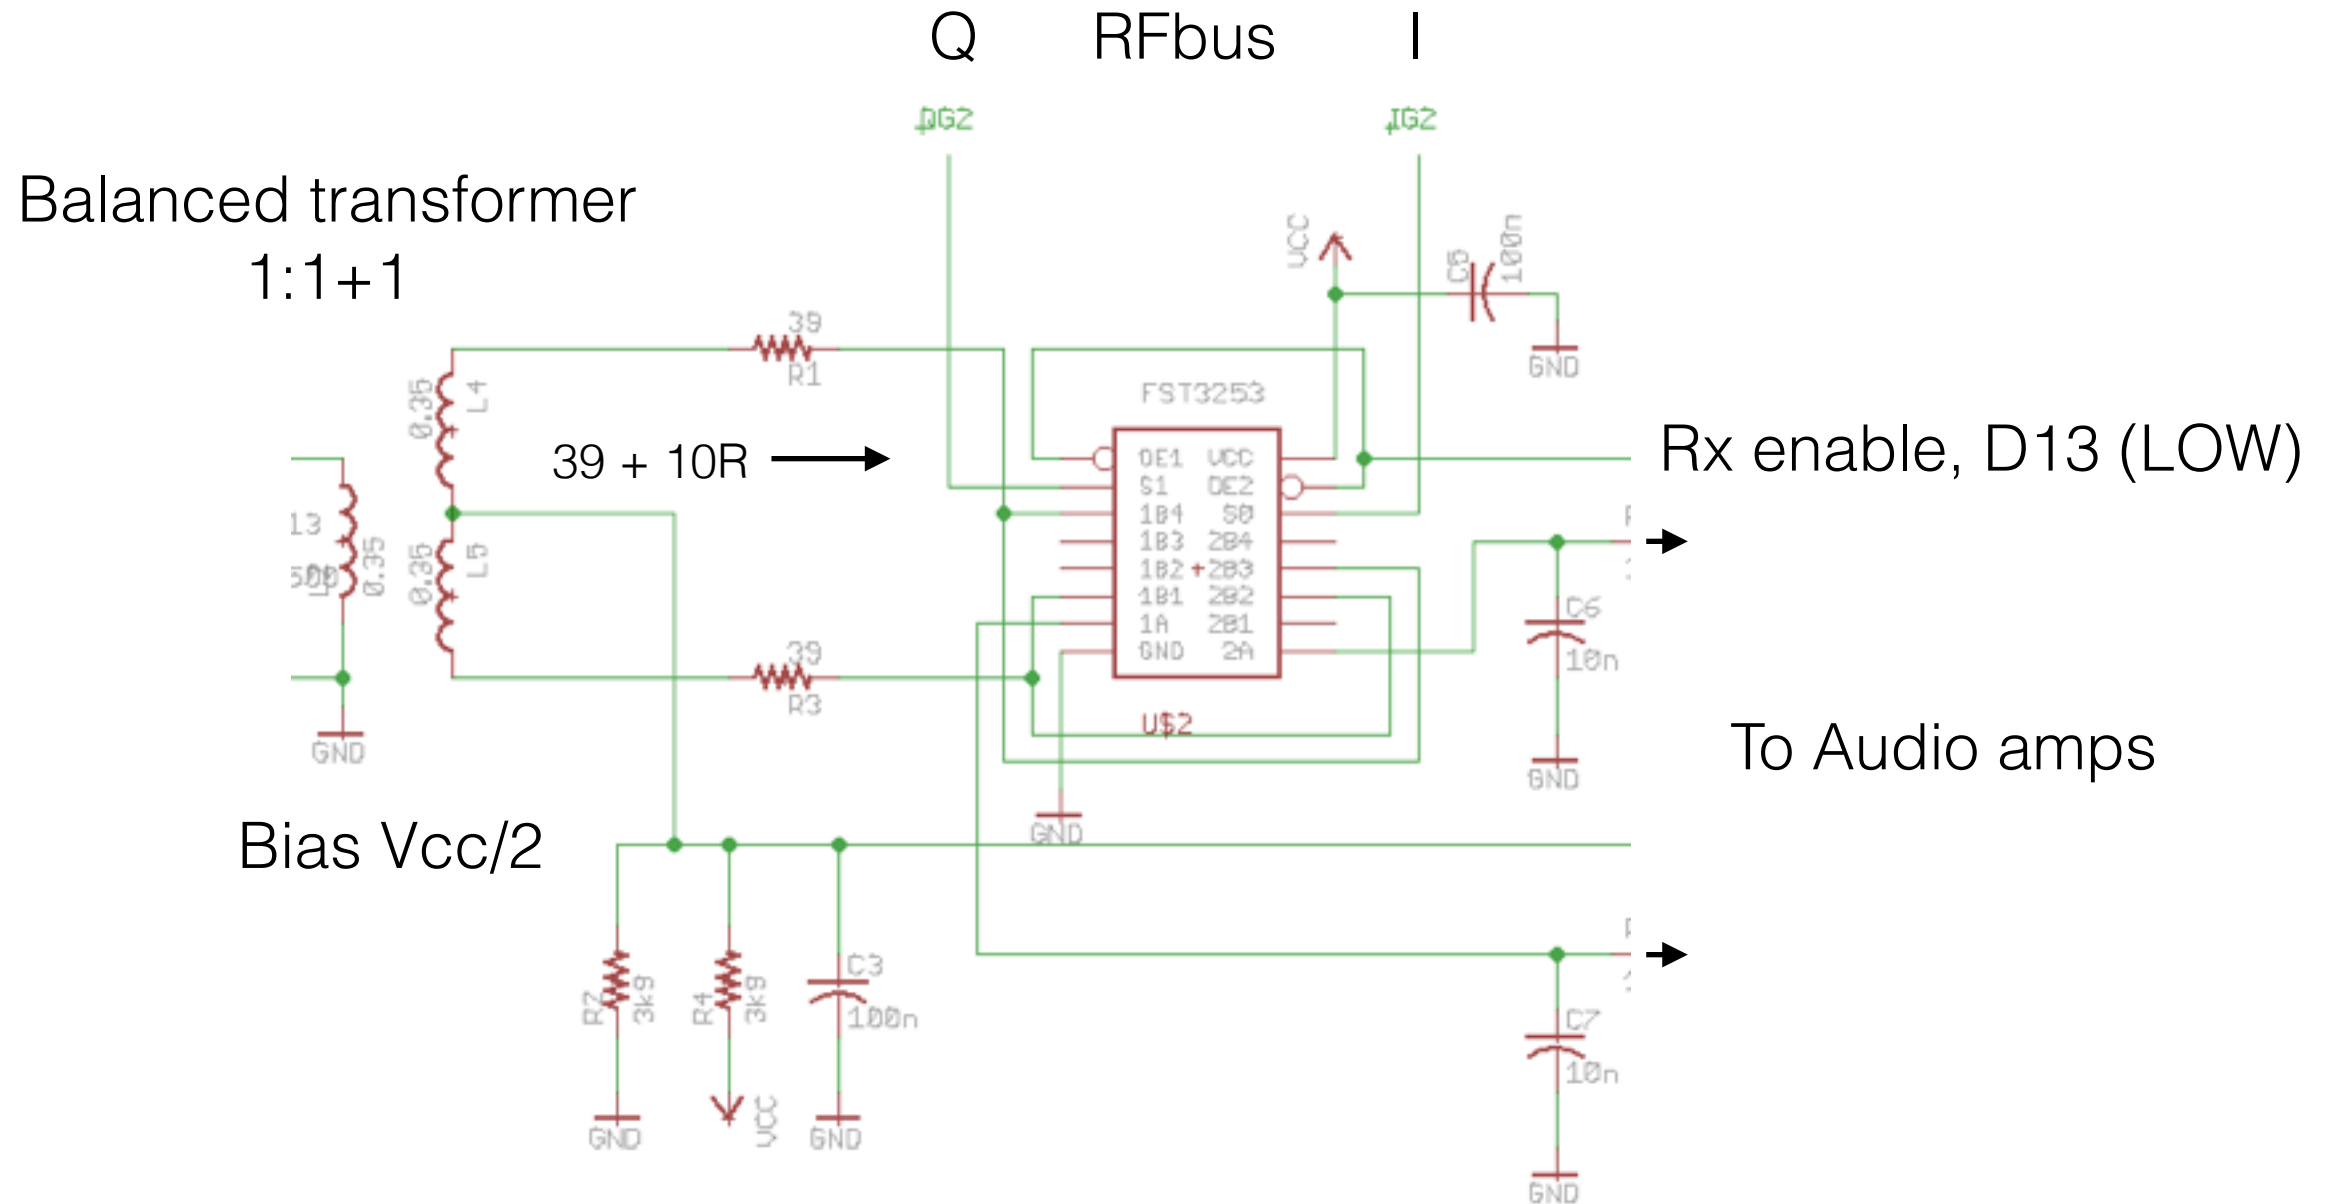 Q RFbus I
QG2 IG2
Balanced transformer
1:1+1
VCC
C5
100n
GND
39
R1
FST3253
0.35
L4
39 + 10R
Rx enable, D13 (LOW)
OE1 VCC
S1 OE2
1B4 S0
1B3 2B4
1B2 2B3
1B1 2B2
1A 2B1
GND 2A
13
500
0.35
0.35
L5
C6
10n
39
R3
GND
U$2
GND
To Audio amps
GND
Bias Vcc/2
R2
3k9
R4
3k9
C3
100n
GND
VCC
GND
C7
10n
GND